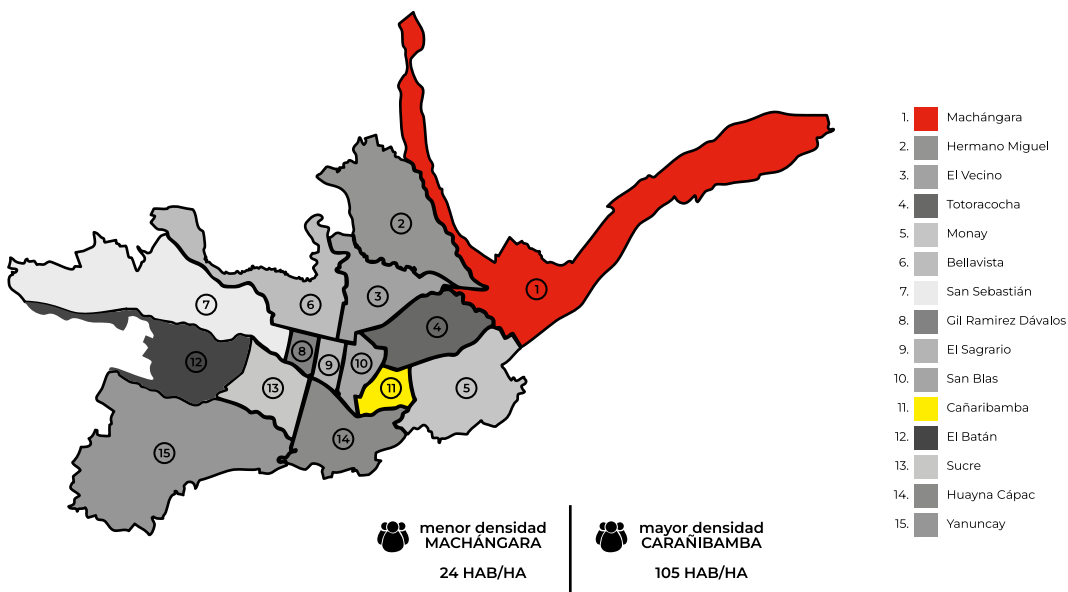 2
1
3
7
6
4
8
9
10
12
13
11
5
14
15
1. Machángara
2. Hermano Miguel
3. El Vecino
4. Totoracocha
5. Monay
6. Bellavista
7. San Sebastián
8. Gil Ramirez Dávalos
9. El Sagrario
10. San Blas
11. Cañaribamba
12. El Batán
13. Sucre
14. Huayna Cápac
15. Yanuncay
menor densidad
MACHÁNGARA
24 HAB/HA
mayor densidad
CARAÑIBAMBA
105 HAB/HA